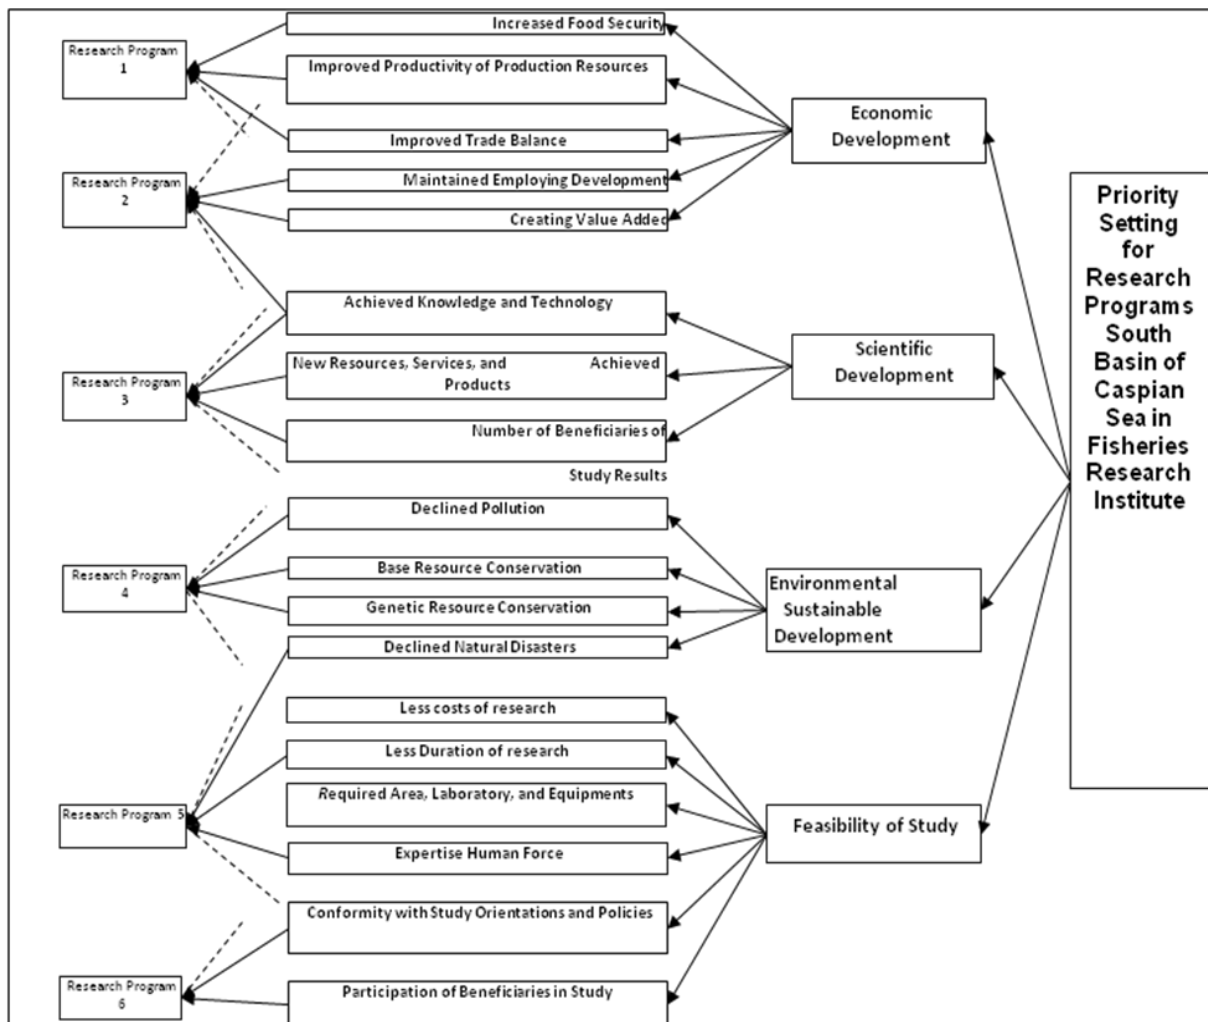 Research Program
1
Research Program
2
Research Program
3
Research Program
4
Research Program 5
Research Program
6
Increased Food Security
Improved Productivity of Production Resources
Improved Trade Balance
Maintained Employing Development
Creating Value Added
Achieved Knowledge and Technology
New Resources, Services, and Achieved
Products
Number of Beneficiaries of
Study Results
Declined Pollution
Base Resource Conservation
Genetic Resource Conservation
Declined Natural Disasters
Less costs of research
Less Duration of research
Required Area, Laboratory, and Equipments
Expertise Human Force
Conformity with Study Orientations and Policies
Participation of Beneficiaries in Study
Economic
Development
Scientific
Development
Environmental
Sustainable
Development
Feasibility of Study
Priority
Setting
for
Research
Programs
South
Basin of
Caspian
Sea in
Fisheries
Research
Institute